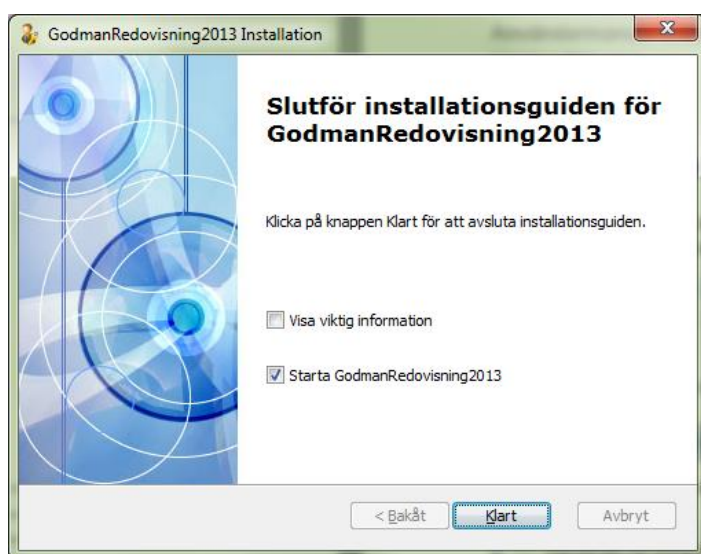 GodmanRedovisning2013 Installation
Slutför installationsguiden för
GodmanRedovisning2013
Klicka på knappen Klart för att avsluta installationsguiden.
Visa viktig information
Starta GodmanRedovisning2013
< Bakåt
Klart
Avbryt